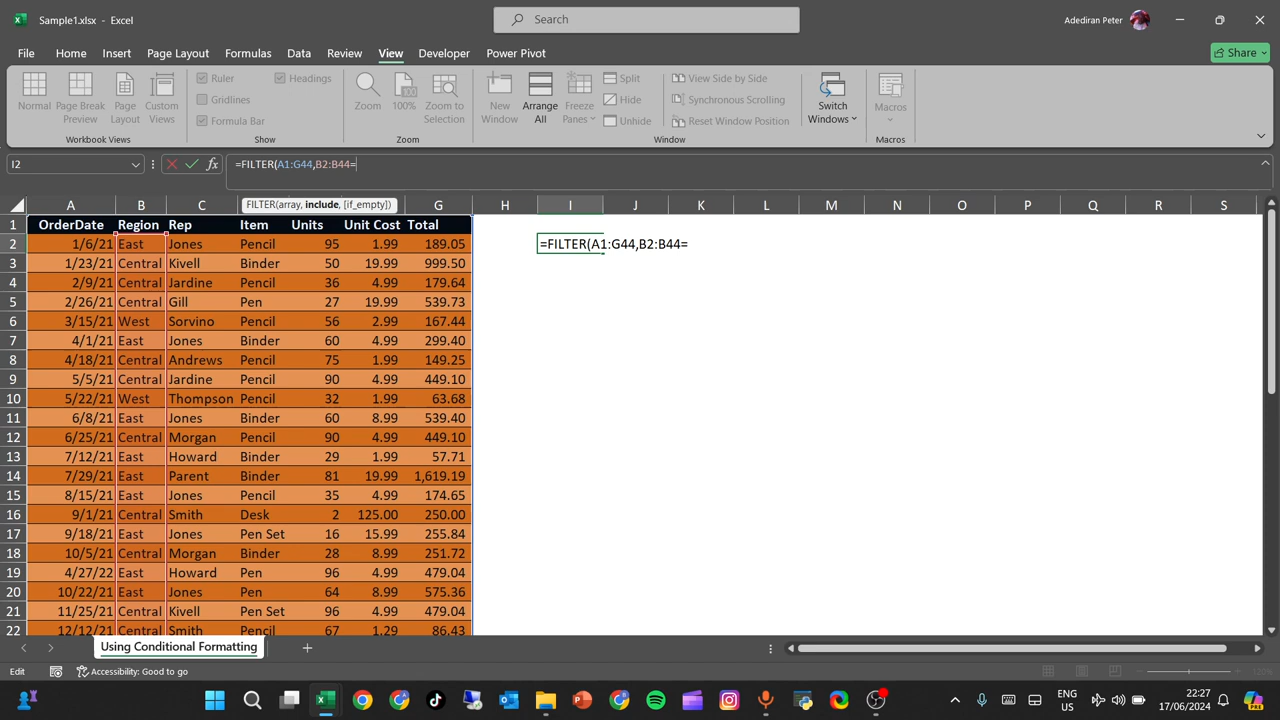 Sample1.xlsx - Excel
Search
Adediran Peter
File Home Insert Page Layout Formulas Data Review View Developer Power Pivot
Share
Normal
Page Break Preview
Page Layout
Custom Views
Workbook Views
Ruler
Headings
Gridlines
Formula Bar
Show
Zoom
100%
Zoom to Selection
Zoom
New Window
Arrange All
Freeze Panes
Split
Hide
Unhide
View Side by Side
Synchronous Scrolling
Reset Window Position
Window
Switch Windows
Macros
Macros
I2
fx
=FILTER(A1:G44,B2:B44=
FILTER(array, include, [if_empty])
A B C G H I J K L M N O P Q R S
1 OrderDate Region Rep Item Units Unit Cost Total
2 1/6/21 East Jones Pencil 95 1.99 189.05 =FILTER(A1:G44,B2:B44=
3 1/23/21 Central Kivell Binder 50 19.99 999.50
4 2/9/21 Central Jardine Pencil 36 4.99 179.64
5 2/26/21 Central Gill Pen 27 19.99 539.73
6 3/15/21 West Sorvino Pencil 56 2.99 167.44
7 4/1/21 East Jones Binder 60 4.99 299.40
8 4/18/21 Central Andrews Pencil 75 1.99 149.25
9 5/5/21 Central Jardine Pencil 90 4.99 449.10
10 5/22/21 West Thompson Pencil 32 1.99 63.68
11 6/8/21 East Jones Binder 60 8.99 539.40
12 6/25/21 Central Morgan Pencil 90 4.99 449.10
13 7/12/21 East Howard Binder 29 1.99 57.71
14 7/29/21 East Parent Binder 81 19.99 1,619.19
15 8/15/21 East Jones Pencil 35 4.99 174.65
16 9/1/21 Central Smith Desk 2 125.00 250.00
17 9/18/21 East Jones Pen Set 16 15.99 255.84
18 10/5/21 Central Morgan Binder 28 8.99 251.72
19 4/27/22 East Howard Pen 96 4.99 479.04
20 10/22/21 East Jones Pen 64 8.99 575.36
21 11/25/21 Central Kivell Pen Set 96 4.99 479.04
22 12/12/21 Central Smith Pencil 67 1.29 86.43
Using Conditional Formatting
Edit
Accessibility: Good to go
120%
ENG US
22:27
17/06/2024